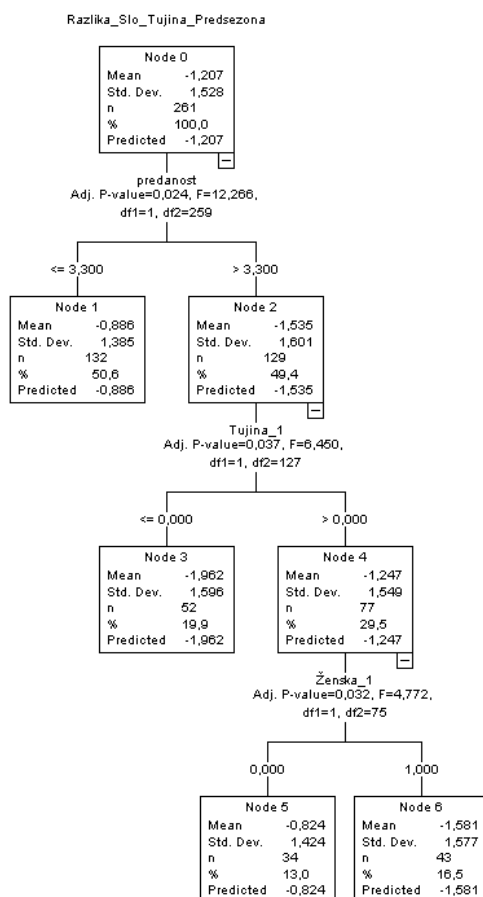 Razlika_Slo_Tujina_Predsezona
Node 0
Mean -1,207
Std. Dev. 1,528
n 261
% 100,0
Predicted -1,207
predanost
Adj. P-value=0,024, F=12,266,
df1=1, df2=259
<= 3,300
> 3,300
Node 1
Mean -0,886
Std. Dev. 1,385
n 132
% 50,6
Predicted -0,886
Node 2
Mean -1,535
Std. Dev. 1,601
n 129
% 49,4
Predicted -1,535
Tujina_1
Adj. P-value=0,037, F=6,450,
df1=1, df2=127
<= 0,000
> 0,000
Node 3
Mean -1,962
Std. Dev. 1,596
n 52
% 19,9
Predicted -1,962
Node 4
Mean -1,247
Std. Dev. 1,549
n 77
% 29,5
Predicted -1,247
Ženska_1
Adj. P-value=0,032, F=4,772,
df1=1, df2=75
0,000
1,000
Node 5
Mean -0,824
Std. Dev. 1,424
n 34
% 13,0
Predicted -0,824
Node 6
Mean -1,581
Std. Dev. 1,577
n 43
% 16,5
Predicted -1,581